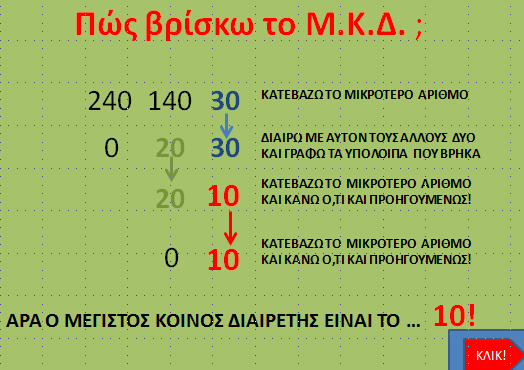 Πώς βρίσκω το Μ.Κ.Δ. ;
240 140 30
ΚΑΤΕΒΑΖΩ ΤΟ ΜΙΚΡΟΤΕΡΟ ΑΡΙΘΜΟ
0 20 30
ΔΙΑΙΡΩ ΜΕ ΑΥΤΟΝ ΤΟΥΣ ΑΛΛΟΥΣ ΔΥΟ
ΚΑΙ ΓΡΑΦΩ ΤΑ ΥΠΟΛΟΙΠΑ ΠΟΥ ΒΡΗΚΑ
20 10
ΚΑΤΕΒΑΖΩ ΤΟ ΜΙΚΡΟΤΕΡΟ ΑΡΙΘΜΟ
ΚΑΙ ΚΑΝΩ Ο,ΤΙ ΚΑΙ ΠΡΟΗΓΟΥΜΕΝΩΣ!
0 10
ΚΑΤΕΒΑΖΩ ΤΟ ΜΙΚΡΟΤΕΡΟ ΑΡΙΘΜΟ
ΚΑΙ ΚΑΝΩ Ο,ΤΙ ΚΑΙ ΠΡΟΗΓΟΥΜΕΝΩΣ!
ΑΡΑ Ο ΜΕΓΙΣΤΟΣ ΚΟΙΝΟΣ ΔΙΑΙΡΕΤΗΣ ΕΙΝΑΙ ΤΟ ... 10!
ΚΛΙΚ!